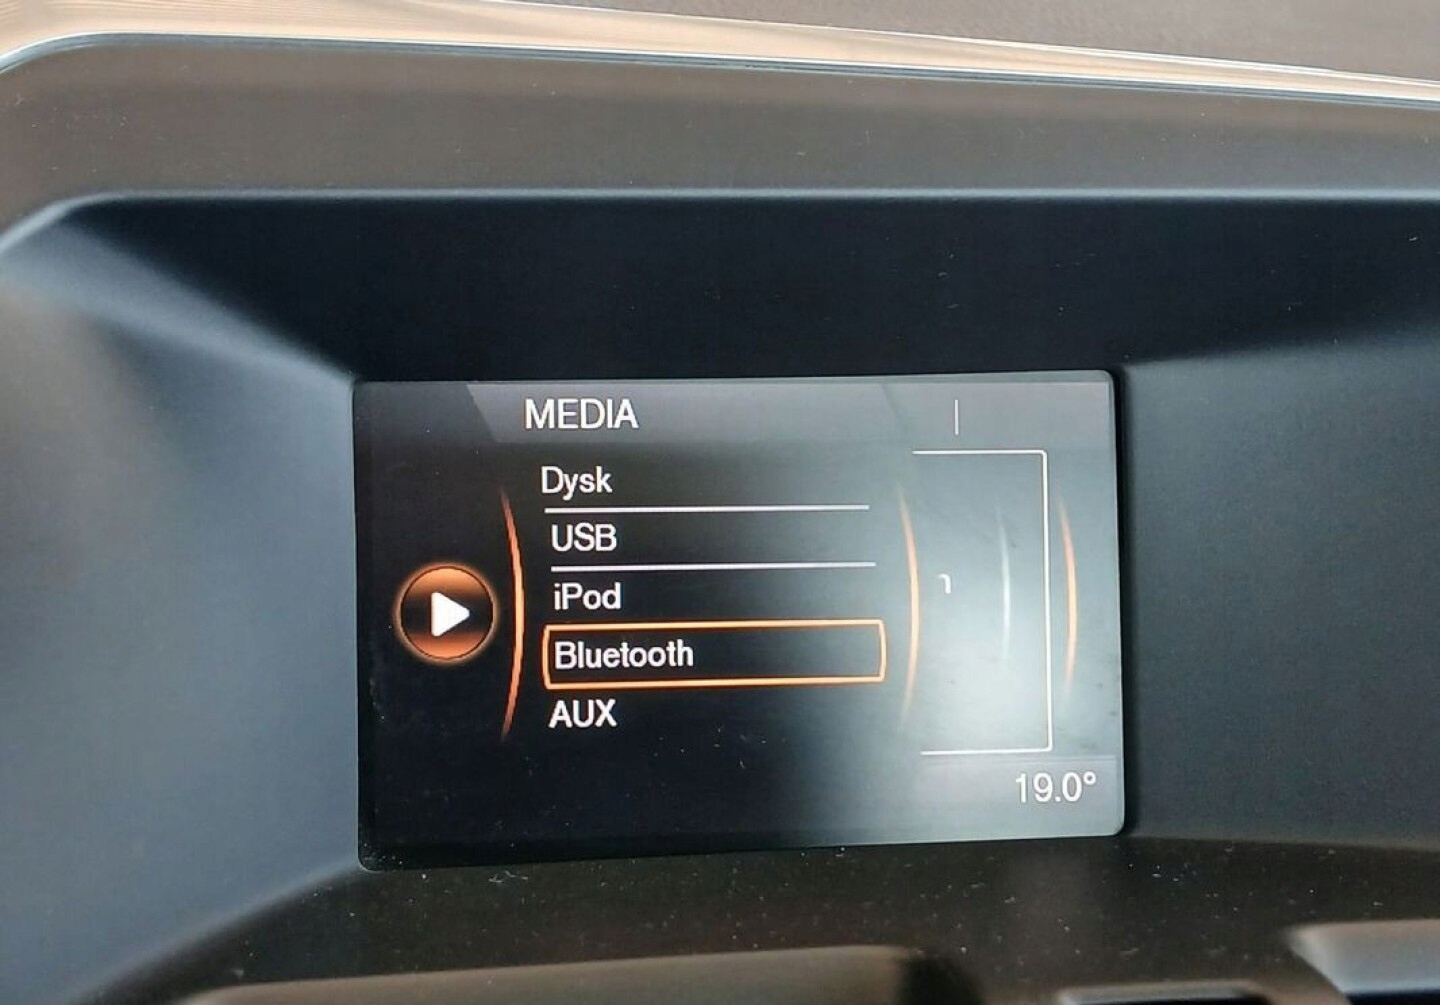 MEDIA
Dysk
USB
iPod
Bluetooth
AUX
19.0°